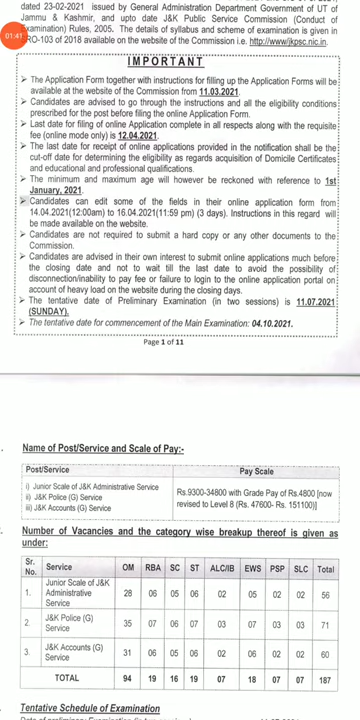 dated 23-02-2021 issued by General Administration Department Government of UT of
Jammu & Kashmir, and upto date J&K Public Service Commission (Conduct of
xamination) Rules, 2005. The details of syllabus and scheme of examination is given in
01:41
RO-103 of 2018 available on the website of the Commission i.e. http://www/jkpsc.nic.in.
IMPORTANT
➢ The Application Form together with instructions for filling up the Application Forms will be
available at the website of the Commission from 11.03.2021.
➢ Candidates are advised to go through the instructions and all the eligibility conditions
prescribed for the post before filling the online Application Form.
➢ Last date for filing of online Application complete in all respects along with the requisite
fee (online mode only) is 12.04.2021.
➢ The last date for receipt of online applications provided in the notification shall be the
cut-off date for determining the eligibility as regards acquisition of Domicile Certificates
and educational and professional qualifications.
➢ The minimum and maximum age will however be reckoned with reference to 1st
January, 2021.
➢ Candidates can edit some of the fields in their online application form from
14.04.2021(12:00am) to 16.04.2021(11:59 pm) (3 days). Instructions in this regard will
be made available on the website.
➢ Candidates are not required to submit a hard copy or any other documents to the
Commission.
➢ Candidates are advised in their own interest to submit online applications much before
the closing date and not to wait till the last date to avoid the possibility of
disconnection/inability to pay fee or failure to login to the online application portal on
account of heavy load on the website during the closing days.
➢ The tentative date of Preliminary Examination (in two sessions) is 11.07.2021
(SUNDAY).
➢ The tentative date for commencement of the Main Examination: 04.10.2021.
Page 1 of 11
Name of Post/Service and Scale of Pay:-
Post/Service Pay Scale
i) Junior Scale of J&K Administrative Service
ii) J&K Police (G) Service
iii) J&K Accounts (G) Service
Rs.9300-34800 with Grade Pay of Rs.4800 [now
revised to Level 8 (Rs. 47600- Rs. 151100)]
Number of Vacancies and the category wise breakup thereof is given as
under:
Sr. No. Service OM RBA SC ST ALC/IB EWS PSP SLC Total
1. Junior Scale of J&K Administrative Service 28 06 05 06 02 05 02 02 56
2. J&K Police (G) Service 35 07 06 07 03 07 03 03 71
3. J&K Accounts (G) Service 31 06 05 06 02 06 02 02 60
TOTAL 94 19 16 19 07 18 07 07 187
Tentative Schedule of Examination